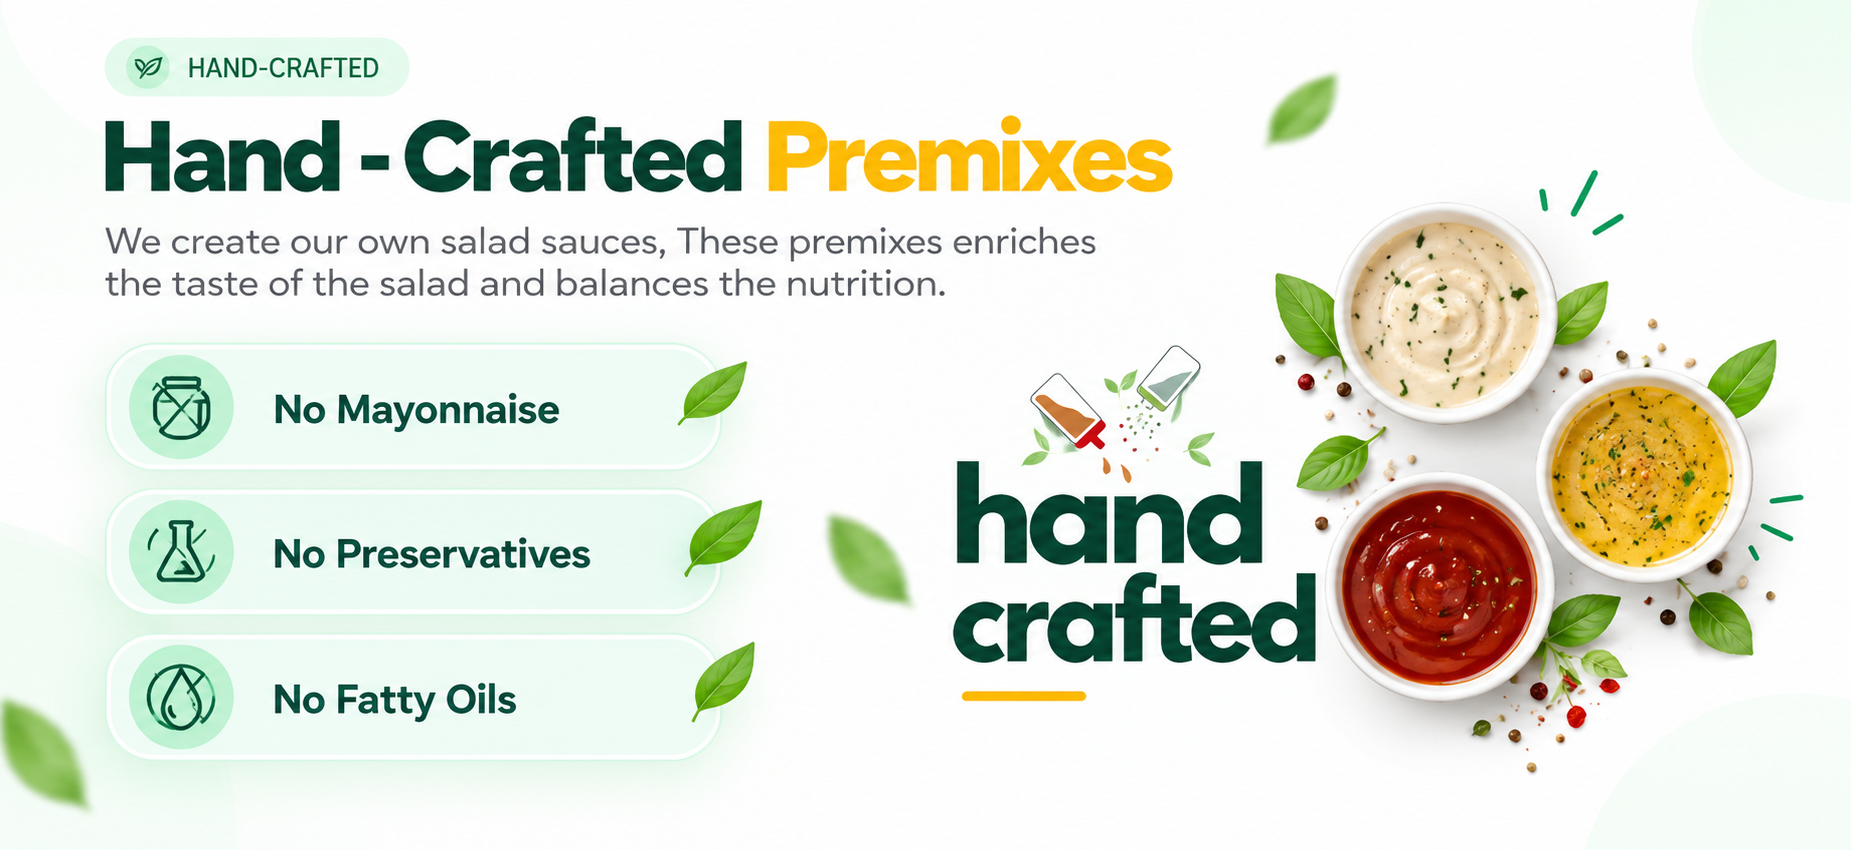 HAND-CRAFTED
Hand - Crafted Premixes
We create our own salad sauces, These premixes enriches
the taste of the salad and balances the nutrition.
No Mayonnaise
No Preservatives
No Fatty Oils
hand
crafted